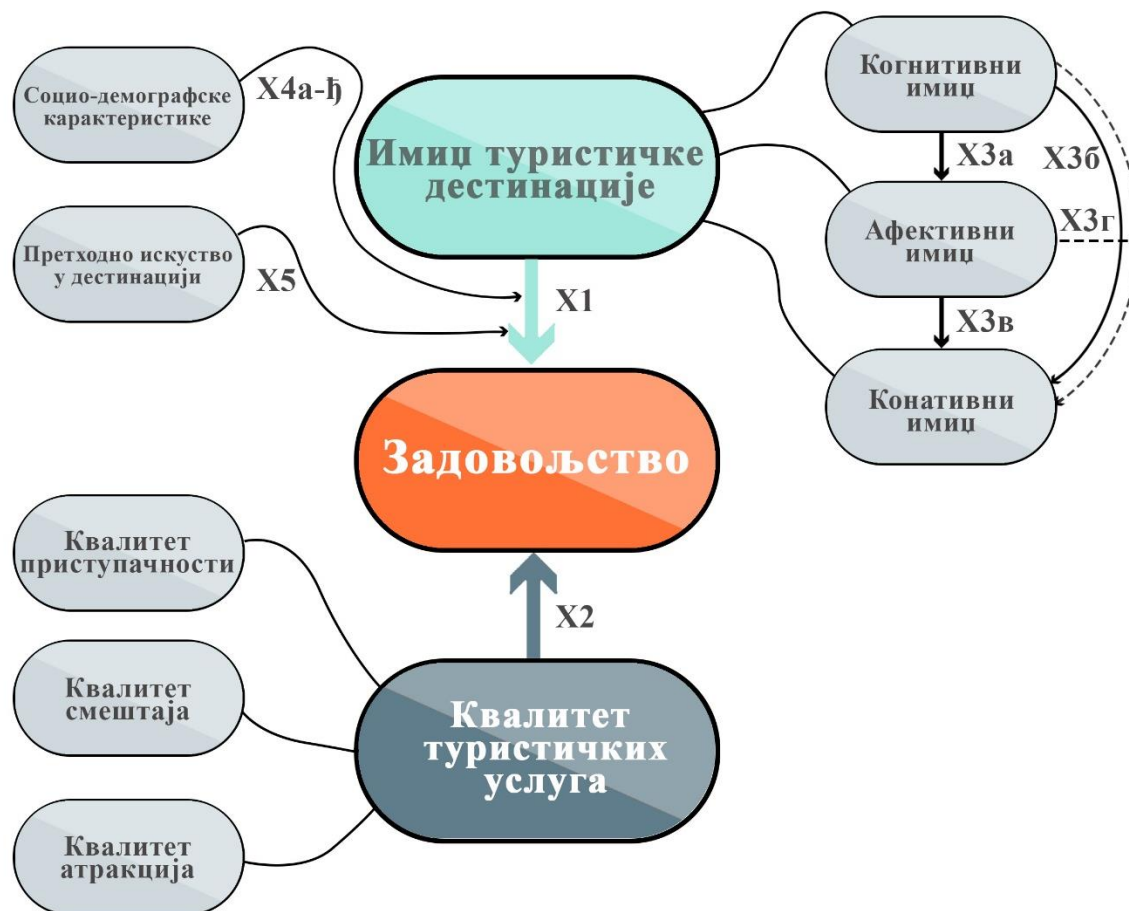 Социо-демографске
карактеристике
Х4а-ђ
Претходно искуство
у дестинацији
Х5
Имиџ туристичке
дестинације
Х1
Когнитивни
имиџ
Х3а
Х3б
Афективни
имиџ
Х3г
Х3в
Конативни
имиџ
Задовољство
Квалитет
приступачности
Х2
Квалитет
смештаја
Квалитет
туристичких
услуга
Квалитет
атракција